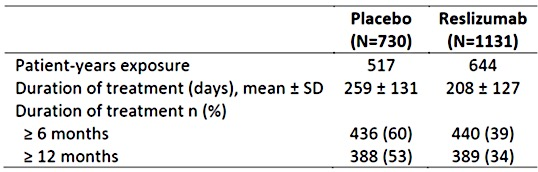 Placebo Reslizumab
(N=730) (N=1131)
Patient-years exposure 517 644
Duration of treatment (days), mean ± SD 259 ± 131 208 ± 127
Duration of treatment n (%)
≥ 6 months 436 (60) 440 (39)
≥ 12 months 388 (53) 389 (34)